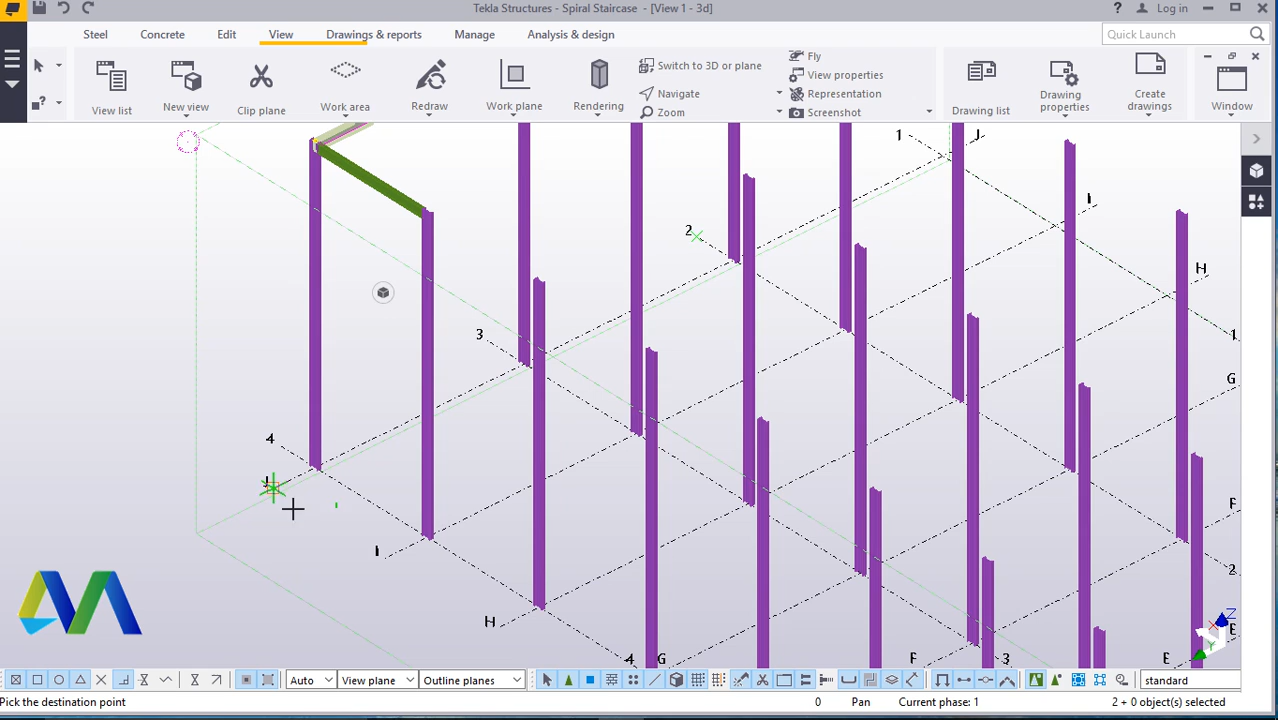 Tekla Structures - Spiral Staircase - [View 1 - 3d]
? Log in
Steel Concrete Edit View Drawings & reports Manage Analysis & design
Quick Launch
View list
New view
Clip plane
Work area
Redraw
Work plane
Rendering
Switch to 3D or plane
Navigate
Zoom
Fly
View properties
Representation
Screenshot
Drawing list
Drawing properties
Create drawings
Window
1 J
I
2
H
3
1
G
4
J
F
I
2
H
E
4 G F 3 E
Z
Y
Auto
View plane
Outline planes
standard
Pick the destination point
0
Pan
Current phase: 1
2 + 0 object(s) selected